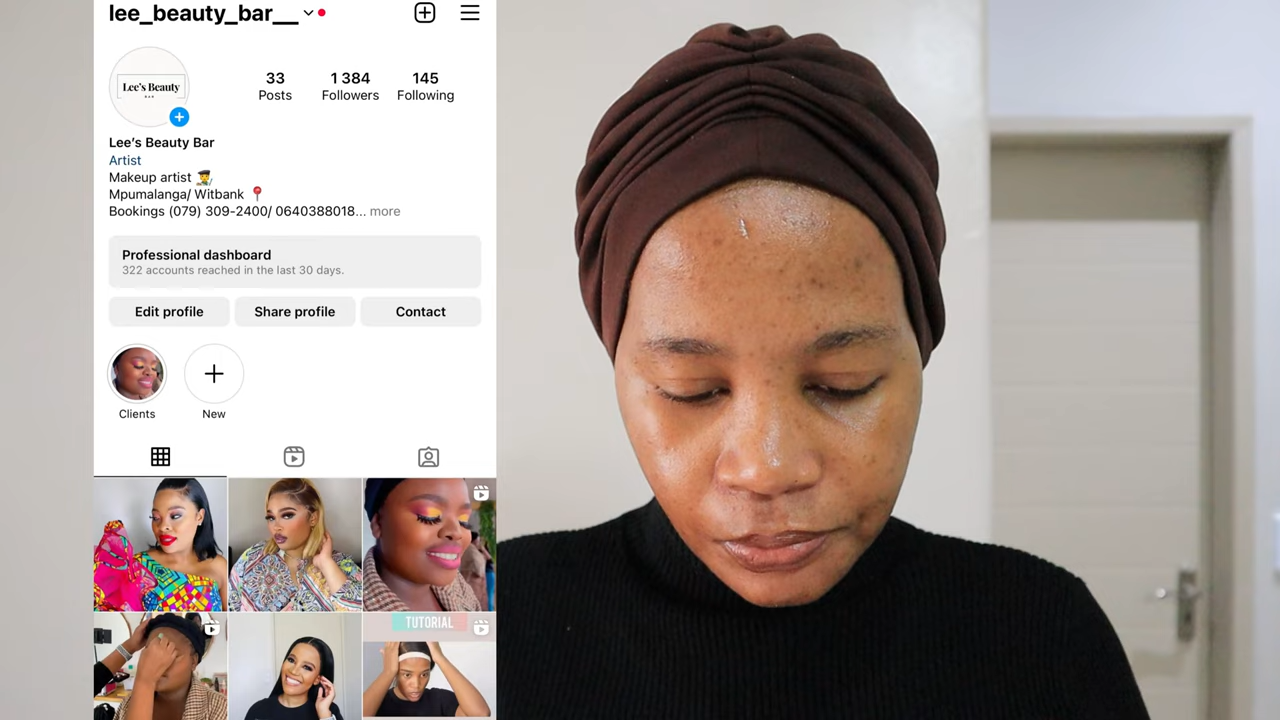 lee_beauty_bar__
Lee's Beauty
33
Posts
1 384
Followers
145
Following
Lee's Beauty Bar
Artist
Makeup artist
Mpumalanga/ Witbank
Bookings (079) 309-2400/ 0640388018... more
Professional dashboard
322 accounts reached in the last 30 days.
Edit profile
Share profile
Contact
Clients
New
TUTORIAL